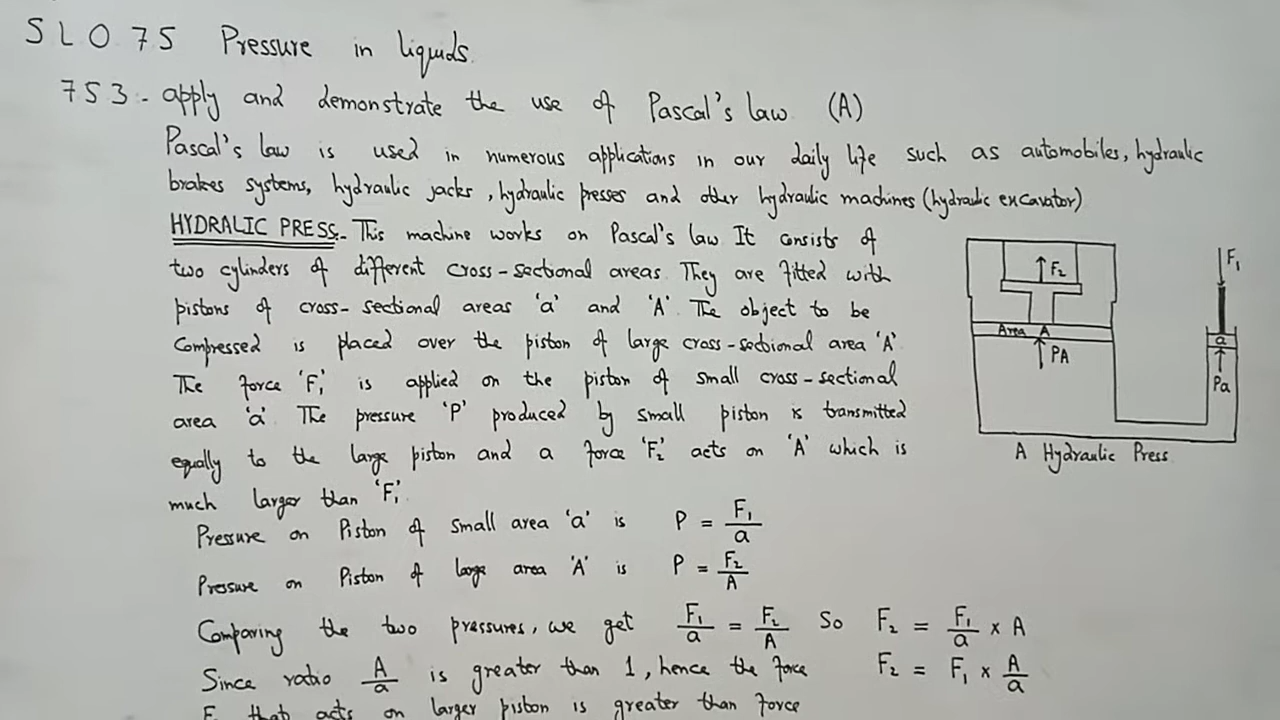 SLO 75 Pressure in liquids.
7 5 3 - apply and demonstrate the use of Pascal's law (A)
Pascal's law is used in numerous applications in our daily life such as automobiles, hydraulic
brakes systems, hydraulic jacks, hydraulic presses and other hydraulic machines (hydraulic excavator)
HYDRALIC PRESS.- This machine works on Pascal's law It consists of
two cylinders of different cross-sectional areas. They are fitted with
pistons of cross-sectional areas 'a' and 'A'. The object to be
Compressed is placed over the piston of large cross-sectional area 'A'.
The force 'F₁' is applied on the piston of small cross-sectional
area 'a'. The pressure 'P' produced by small piston is transmitted
equally to the large piston and a force 'F₂' acts on 'A' which is
much larger than 'F₁'.
F₂
F₁
Area A
a
PA
Pa
A Hydraulic Press
Pressure on Piston of small area 'a' is P = F₁/a
Pressure on Piston of large area 'A' is P = F₂/A
Comparing the two pressures, we get F₁/a = F₂/A So F₂ = F₁/a × A
Since ratio A/a is greater than 1, hence the force F₂ = F₁ × A/a
F₂ that acts on larger piston is greater than force